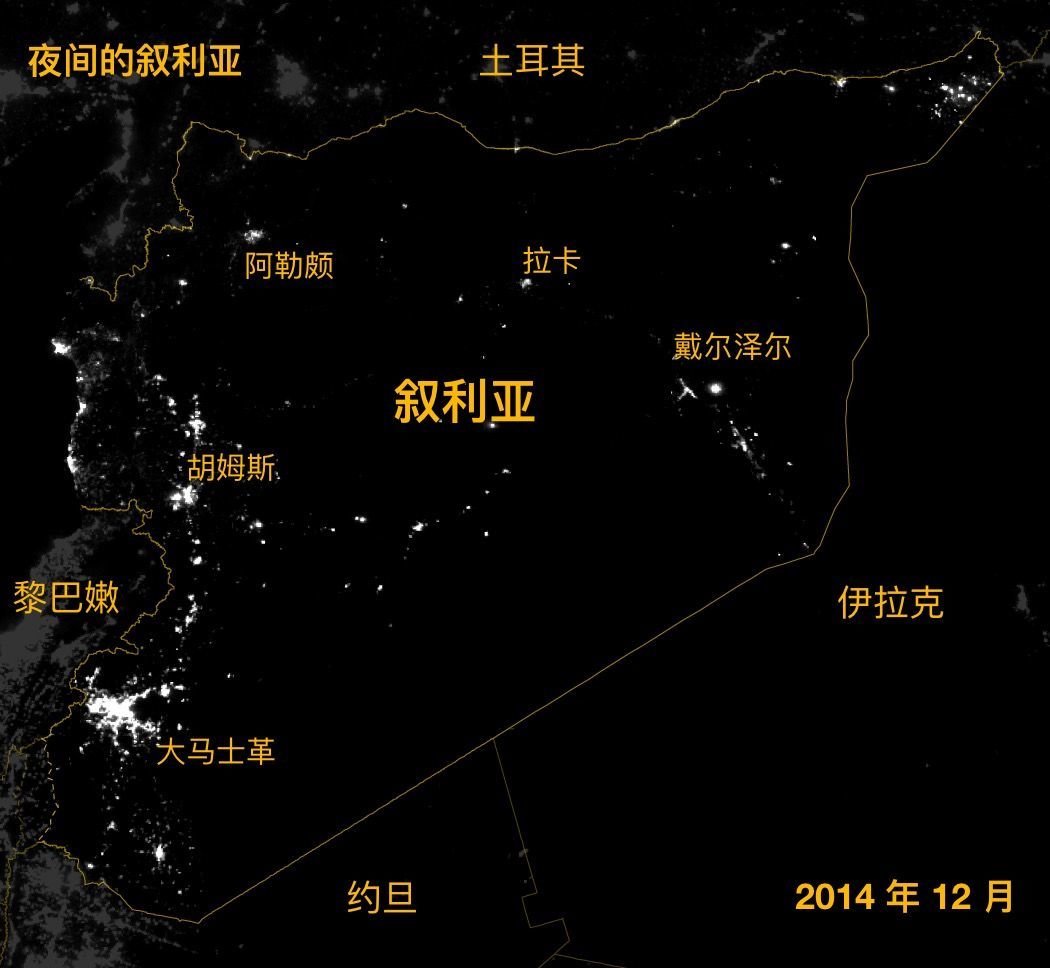 夜间的叙利亚
土耳其
阿勒颇
拉卡
戴尔泽尔
叙利亚
胡姆斯
黎巴嫩
伊拉克
大马士革
约旦
2014 年 12 月